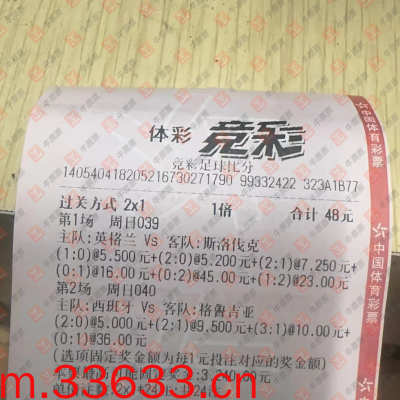 体彩 竞彩
竞彩足球比分
140540418205216730271790 99332422 323A1B77
过关方式 2x1 1倍 合计 48元
第1场 周日039
主队:英格兰 Vs 客队:斯洛伐克
(1:0)@5.500元+(2:0)@5.200元+(2:1)@7.250元+
(0:1)@16.00元+(0:2)@45.00元+(1:2)@23.00元
第2场 周日040
主队:西班牙 Vs 客队:格鲁吉亚
(2:0)@5.000元+(2:1)@9.500元+(3:1)@10.00元+
(0:1)@36.00元
(选项固定奖金额为每1元投注对应的奖金额)
中国体育彩票
中国体育彩票
m.33633.cn